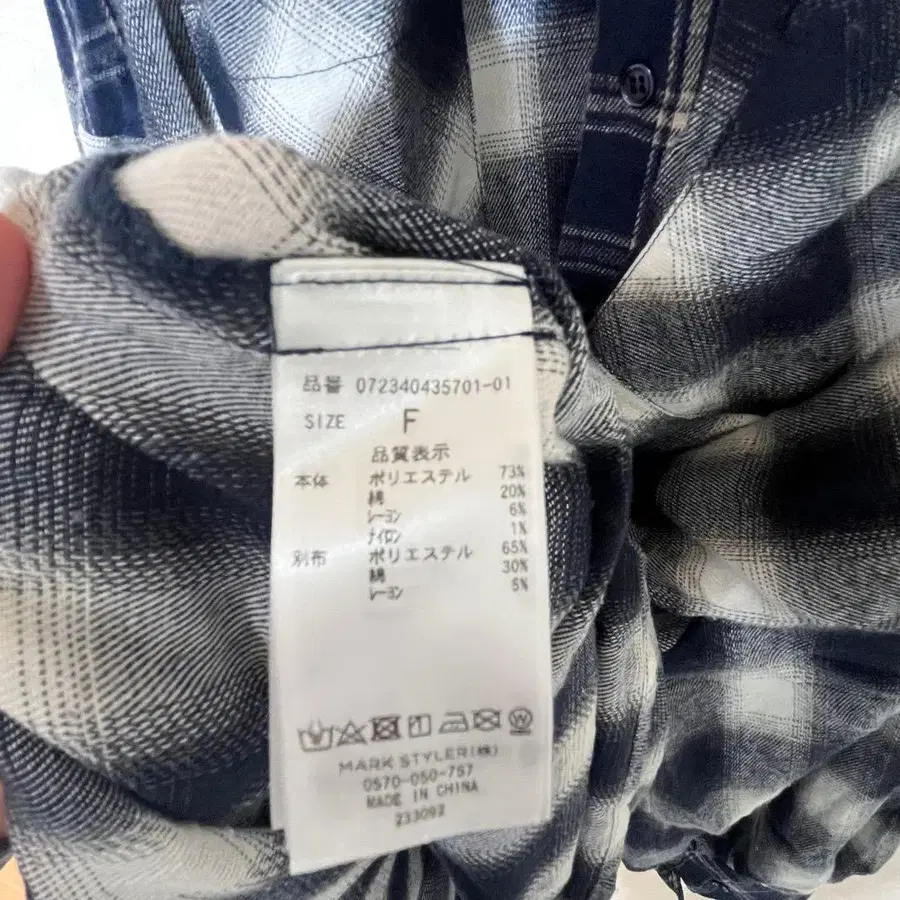 品番 072340435701-01
SIZE F
品質表示
本体 ポリエステル 73%
綿 20%
レーヨン 6%
ナイロン 1%
別布 ポリエステル 65%
綿 30%
レーヨン 5%
MARK STYLER(株)
0570-050-757
MADE IN CHINA
233092